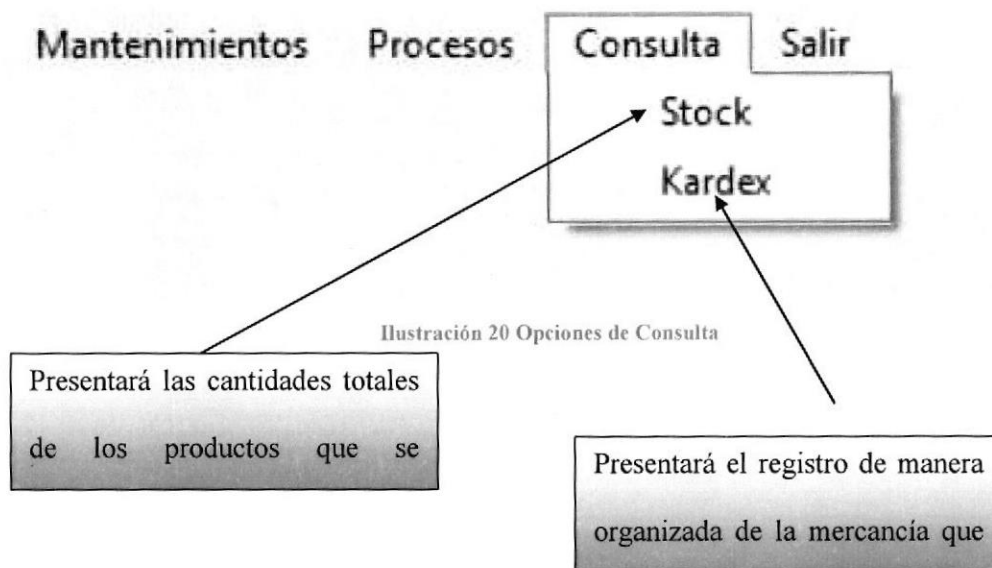 Mantenimientos Procesos Consulta Salir
Stock
Kardex
Ilustración 20 Opciones de Consulta
Presentará las cantidades totales
de los productos que se
Presentará el registro de manera
organizada de la mercancía que